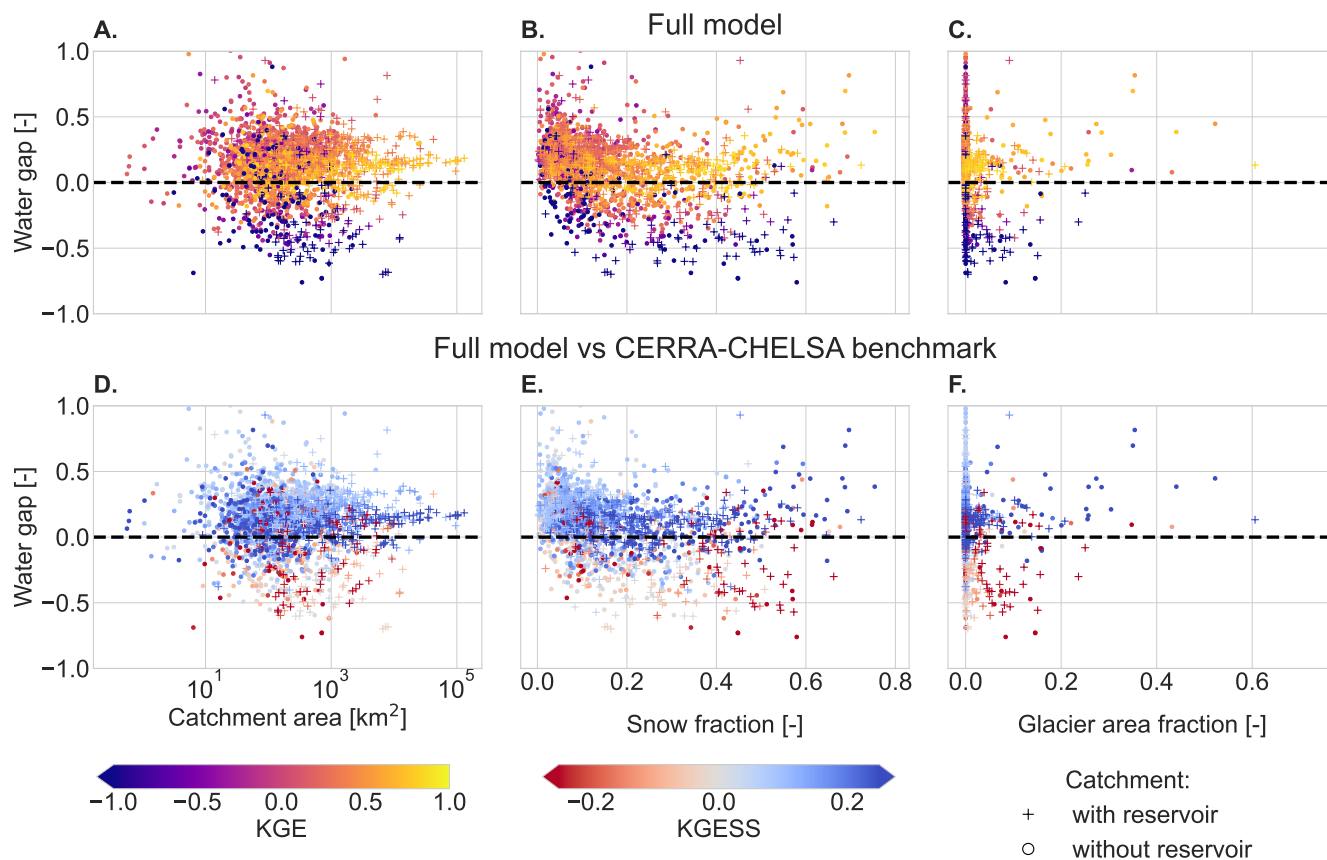 A.
B.
Full model
C.
1.0
0.5
0.0
−0.5
−1.0
Water gap [-]
Full model vs CERRA-CHELSA benchmark
D.
E.
F.
1.0
0.5
0.0
−0.5
−1.0
Water gap [-]
10¹ 10³ 10⁵
0.0 0.2 0.4 0.6 0.8
0.0 0.2 0.4 0.6
Catchment area [km²]
Snow fraction [-]
Glacier area fraction [-]
−1.0 −0.5 0.0 0.5 1.0
KGE
−0.2 0.0 0.2
KGESS
Catchment:
with reservoir
without reservoir